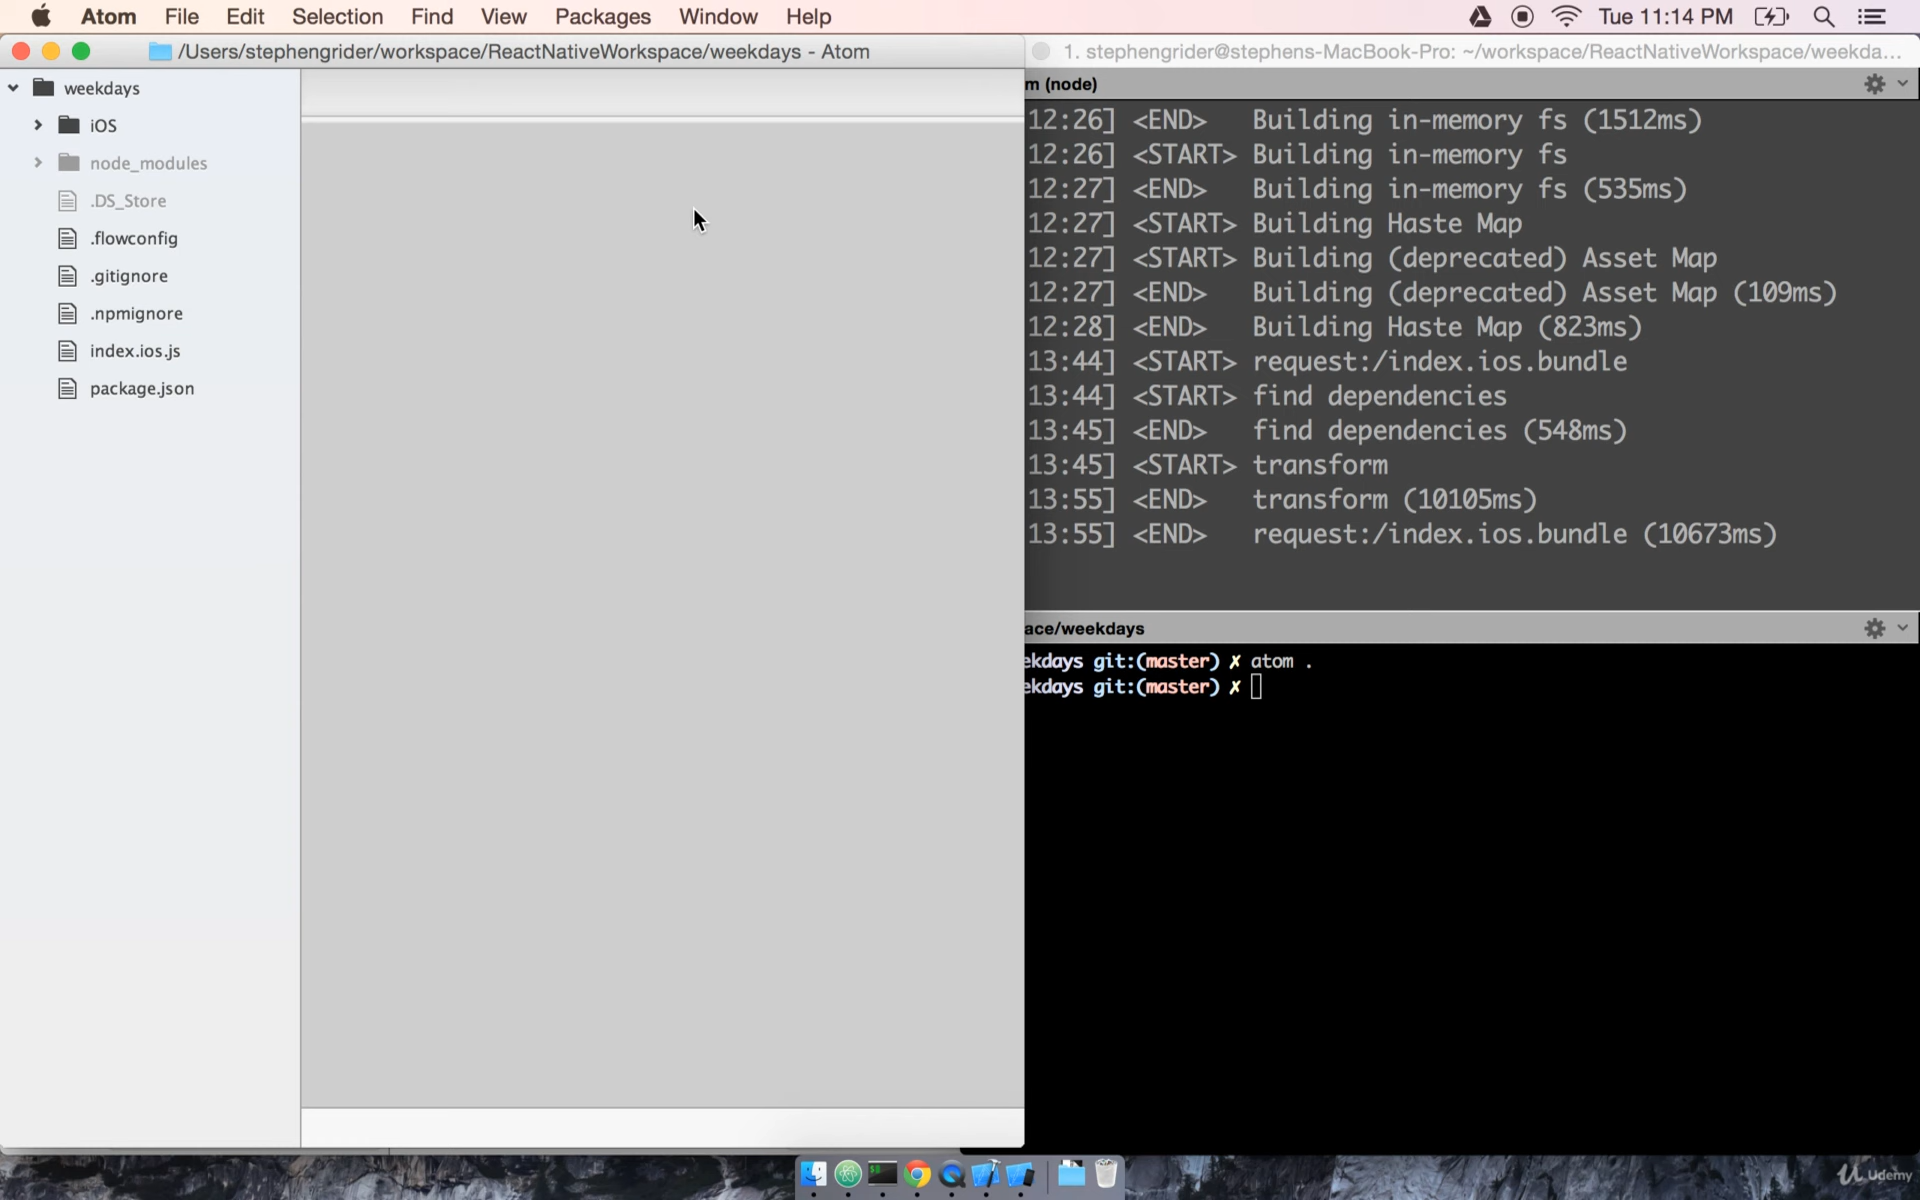 Atom File Edit Selection Find View Packages Window Help Tue 11:14 PM
/Users/stephengrider/workspace/ReactNativeWorkspace/weekdays - Atom
1. stephengrider@stephens-MacBook-Pro: ~/workspace/ReactNativeWorkspace/weekda...
weekdays
iOS
node_modules
.DS_Store
.flowconfig
.gitignore
.npmignore
index.ios.js
package.json
m (node)
12:26] <END> Building in-memory fs (1512ms)
12:26] <START> Building in-memory fs
12:27] <END> Building in-memory fs (535ms)
12:27] <START> Building Haste Map
12:27] <START> Building (deprecated) Asset Map
12:27] <END> Building (deprecated) Asset Map (109ms)
12:28] <END> Building Haste Map (823ms)
13:44] <START> request:/index.ios.bundle
13:44] <START> find dependencies
13:45] <END> find dependencies (548ms)
13:45] <START> transform
13:55] <END> transform (10105ms)
13:55] <END> request:/index.ios.bundle (10673ms)
ace/weekdays
ekdays git:(master) ✗ atom .
ekdays git:(master) ✗
Udemy